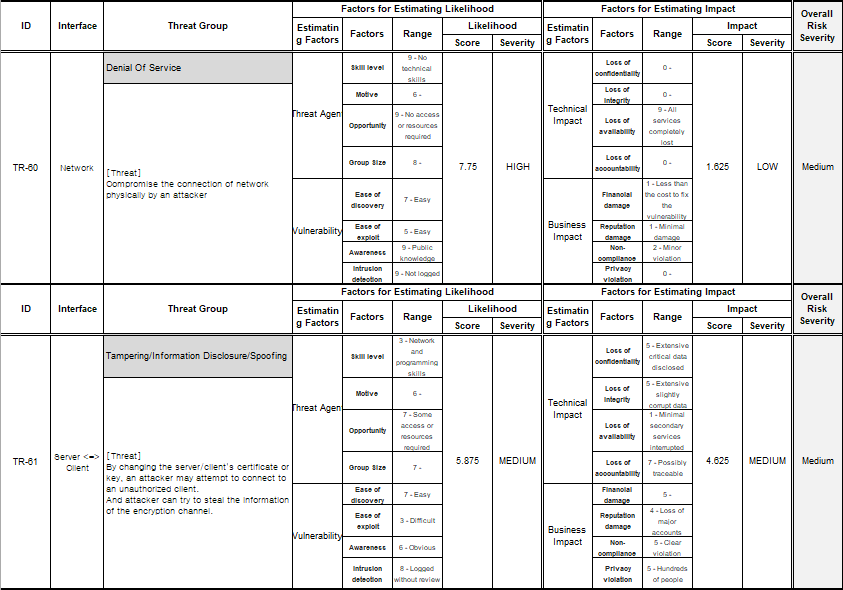 ID
Interface
Threat Group
Factors for Estimating Likelihood
Factors for Estimating Impact
Overall
Risk
Severity
Estimatin
g Factors
Factors
Range
Likelihood
Score
Severity
Estimatin
g Factors
Factors
Range
Impact
Score
Severity
TR-60
Network
Denial Of Service
[Threat]
Compromise the connection of network
physically by an attacker
Threat Agen
Skill level
9 - No
technical
skills
Motive
6 -
Opportunity
9 - No access
or resources
required
Group Size
8 -
Vulnerability
Ease of
discovery
7 - Easy
Ease of
exploit
5 - Easy
Awareness
9 - Public
knowledge
Intrusion
detection
9 - Not logged
7.75
HIGH
Technical
Impact
Loss of
confidentiality
0 -
Loss of
Integrity
0 -
Loss of
availability
9 - All
services
completely
lost
Loss of
accountability
0 -
Business
Impact
Financial
damage
1 - Less than
the cost to fix
the
vulnerability
Reputation
damage
1 - Minimal
damage
Non-
compliance
2 - Minor
violation
Privacy
violation
0 -
1.625
LOW
Medium
ID
Interface
Threat Group
Factors for Estimating Likelihood
Factors for Estimating Impact
Overall
Risk
Severity
Estimatin
g Factors
Factors
Range
Likelihood
Score
Severity
Estimatin
g Factors
Factors
Range
Impact
Score
Severity
TR-61
Server <=>
Client
Tampering/Information Disclosure/Spoofing
[Threat]
By changing the server/client's certificate or
key, an attacker may attempt to connect to
an unauthorized client.
And attacker can try to steal the information
of the encryption channel.
Threat Agen
Skill level
3 - Network
and
programming
skills
Motive
6 -
Opportunity
7 - Some
access or
resources
required
Group Size
7 -
Vulnerability
Ease of
discovery
7 - Easy
Ease of
exploit
3 - Difficult
Awareness
6 - Obvious
Intrusion
detection
8 - Logged
without review
5.875
MEDIUM
Technical
Impact
Loss of
confidentiality
5 - Extensive
critical data
disclosed
Loss of
Integrity
5 - Extensive
slightly
corrupt data
Loss of
availability
1 - Minimal
secondary
services
interrupted
Loss of
accountability
7 - Possibly
traceable
Business
Impact
Financial
damage
5 -
Reputation
damage
4 - Loss of
major
accounts
Non-
compliance
5 - Clear
violation
Privacy
violation
5 - Hundreds
of people
4.625
MEDIUM
Medium